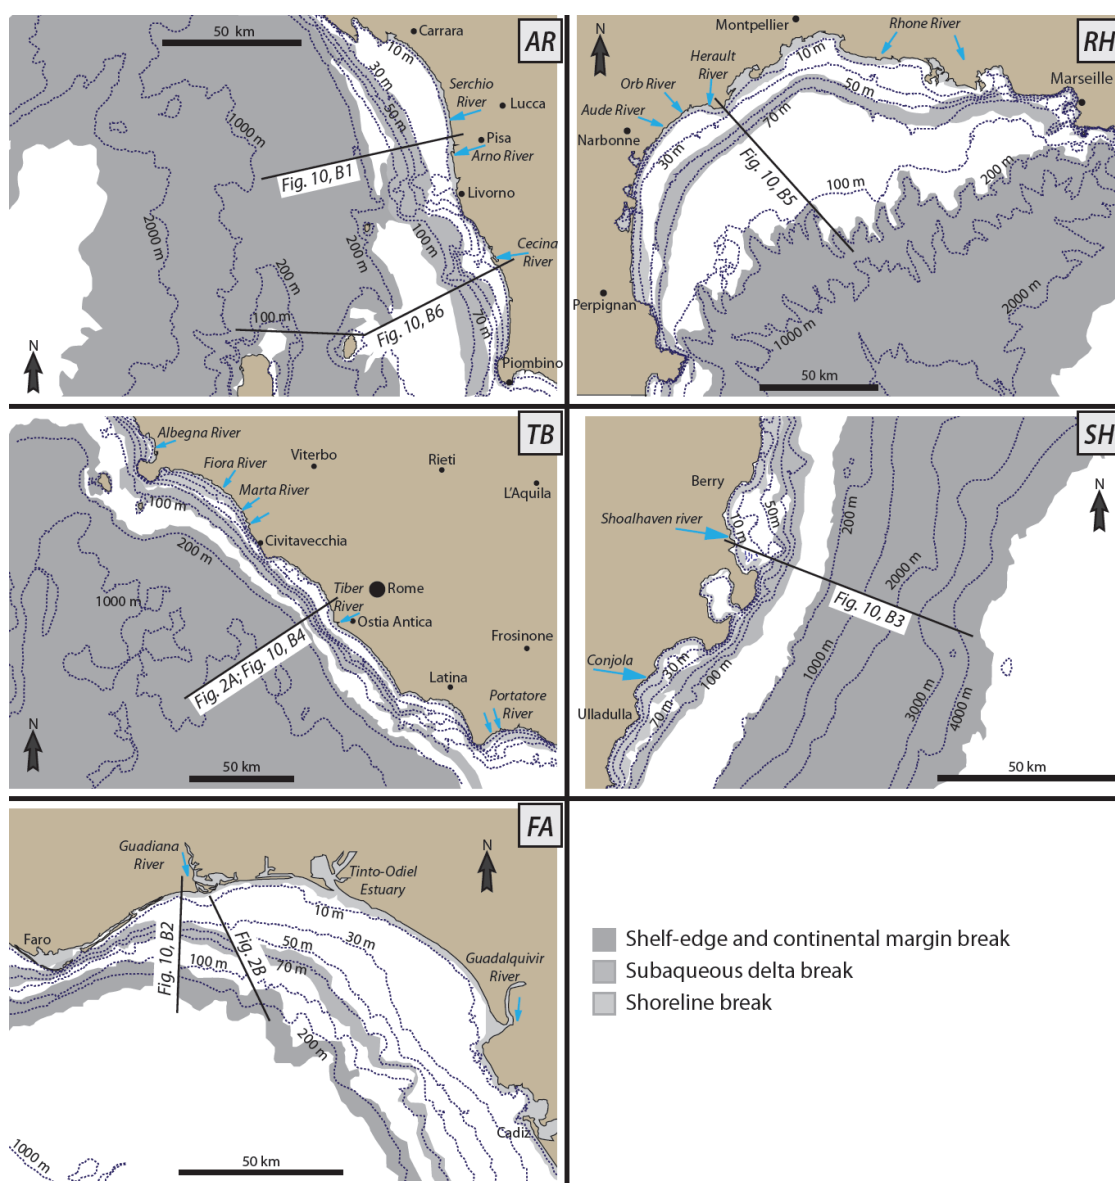 50 km
Carrara
AR
10 m
30 m
50 m
Serchio
River
Lucca
1000 m
Pisa
Arno River
Fig. 10, B1
Livorno
2000 m
200 m
100 m
Cecina
River
200 m
100 m
70 m
Fig. 10, B6
N
Piombino
Montpellier
Rhone River
RH
N
Herault
River
10 m
Orb River
50 m
Marseille
Aude River
70 m
Narbonne
30 m
Fig. 10, B5
100 m
200 m
Perpignan
2000 m
1000 m
50 km
Albegna River
TB
Viterbo
Rieti
Fiora River
L'Aquila
Marta River
100 m
Civitavecchia
200 m
1000 m
Tiber
River
Rome
Ostia Antica
Fig. 2A; Fig. 10, B4
Frosinone
Latina
Portatore
River
N
50 km
SH
Berry
N
50m
200 m
Shoalhaven river
10 m
2000 m
Fig. 10, B3
Conjola
30 m
100 m
1000 m
Ulladulla
70 m
3000 m
4000 m
50 km
FA
Guadiana
River
N
Tinto-Odiel
Estuary
10 m
30 m
Faro
Fig. 10, B2
Fig. 2B
50 m
70 m
100 m
Guadalquivir
River
200 m
Cadiz
1000 m
50 km
Shelf-edge and continental margin break
Subaqueous delta break
Shoreline break